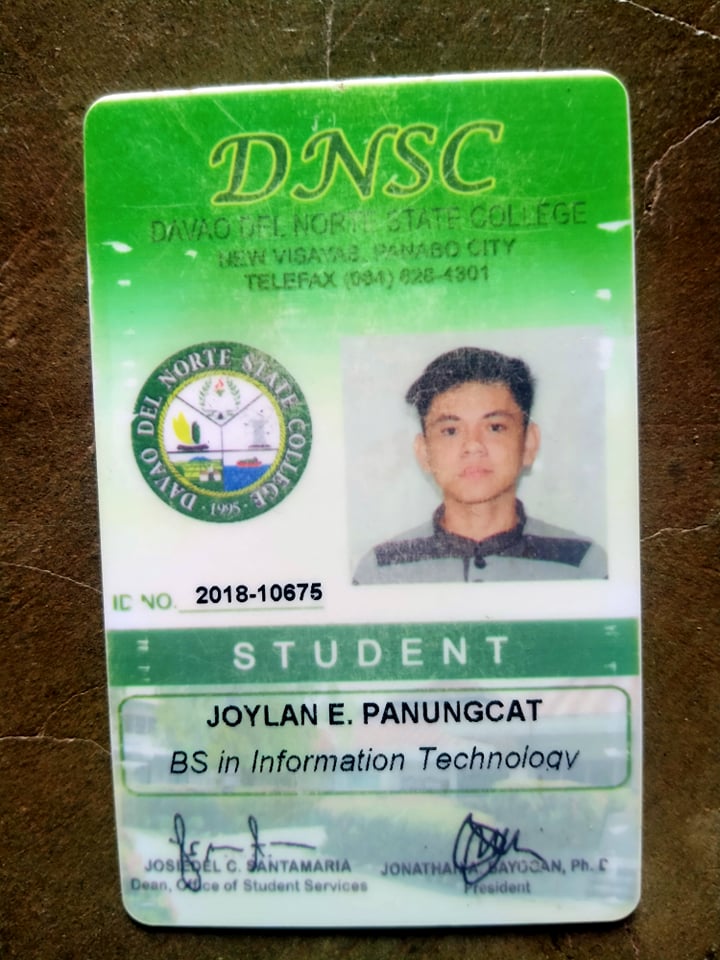 DNSC
DAVAO DEL NORTE STATE COLLEGE
NEW VISAYAS, PANABO CITY
TELEFAX (084) 628-4301
DAVAO DEL NORTE STATE COLLEGE
· 1995 ·
ID NO. 2018-10675
STUDENT
JOYLAN E. PANUNGCAT
BS in Information Technology
JOSIEDEL C. SANTAMARIA
Dean, Office of Student Services
JONATHAN A. BAYOGAN, Ph. D
President